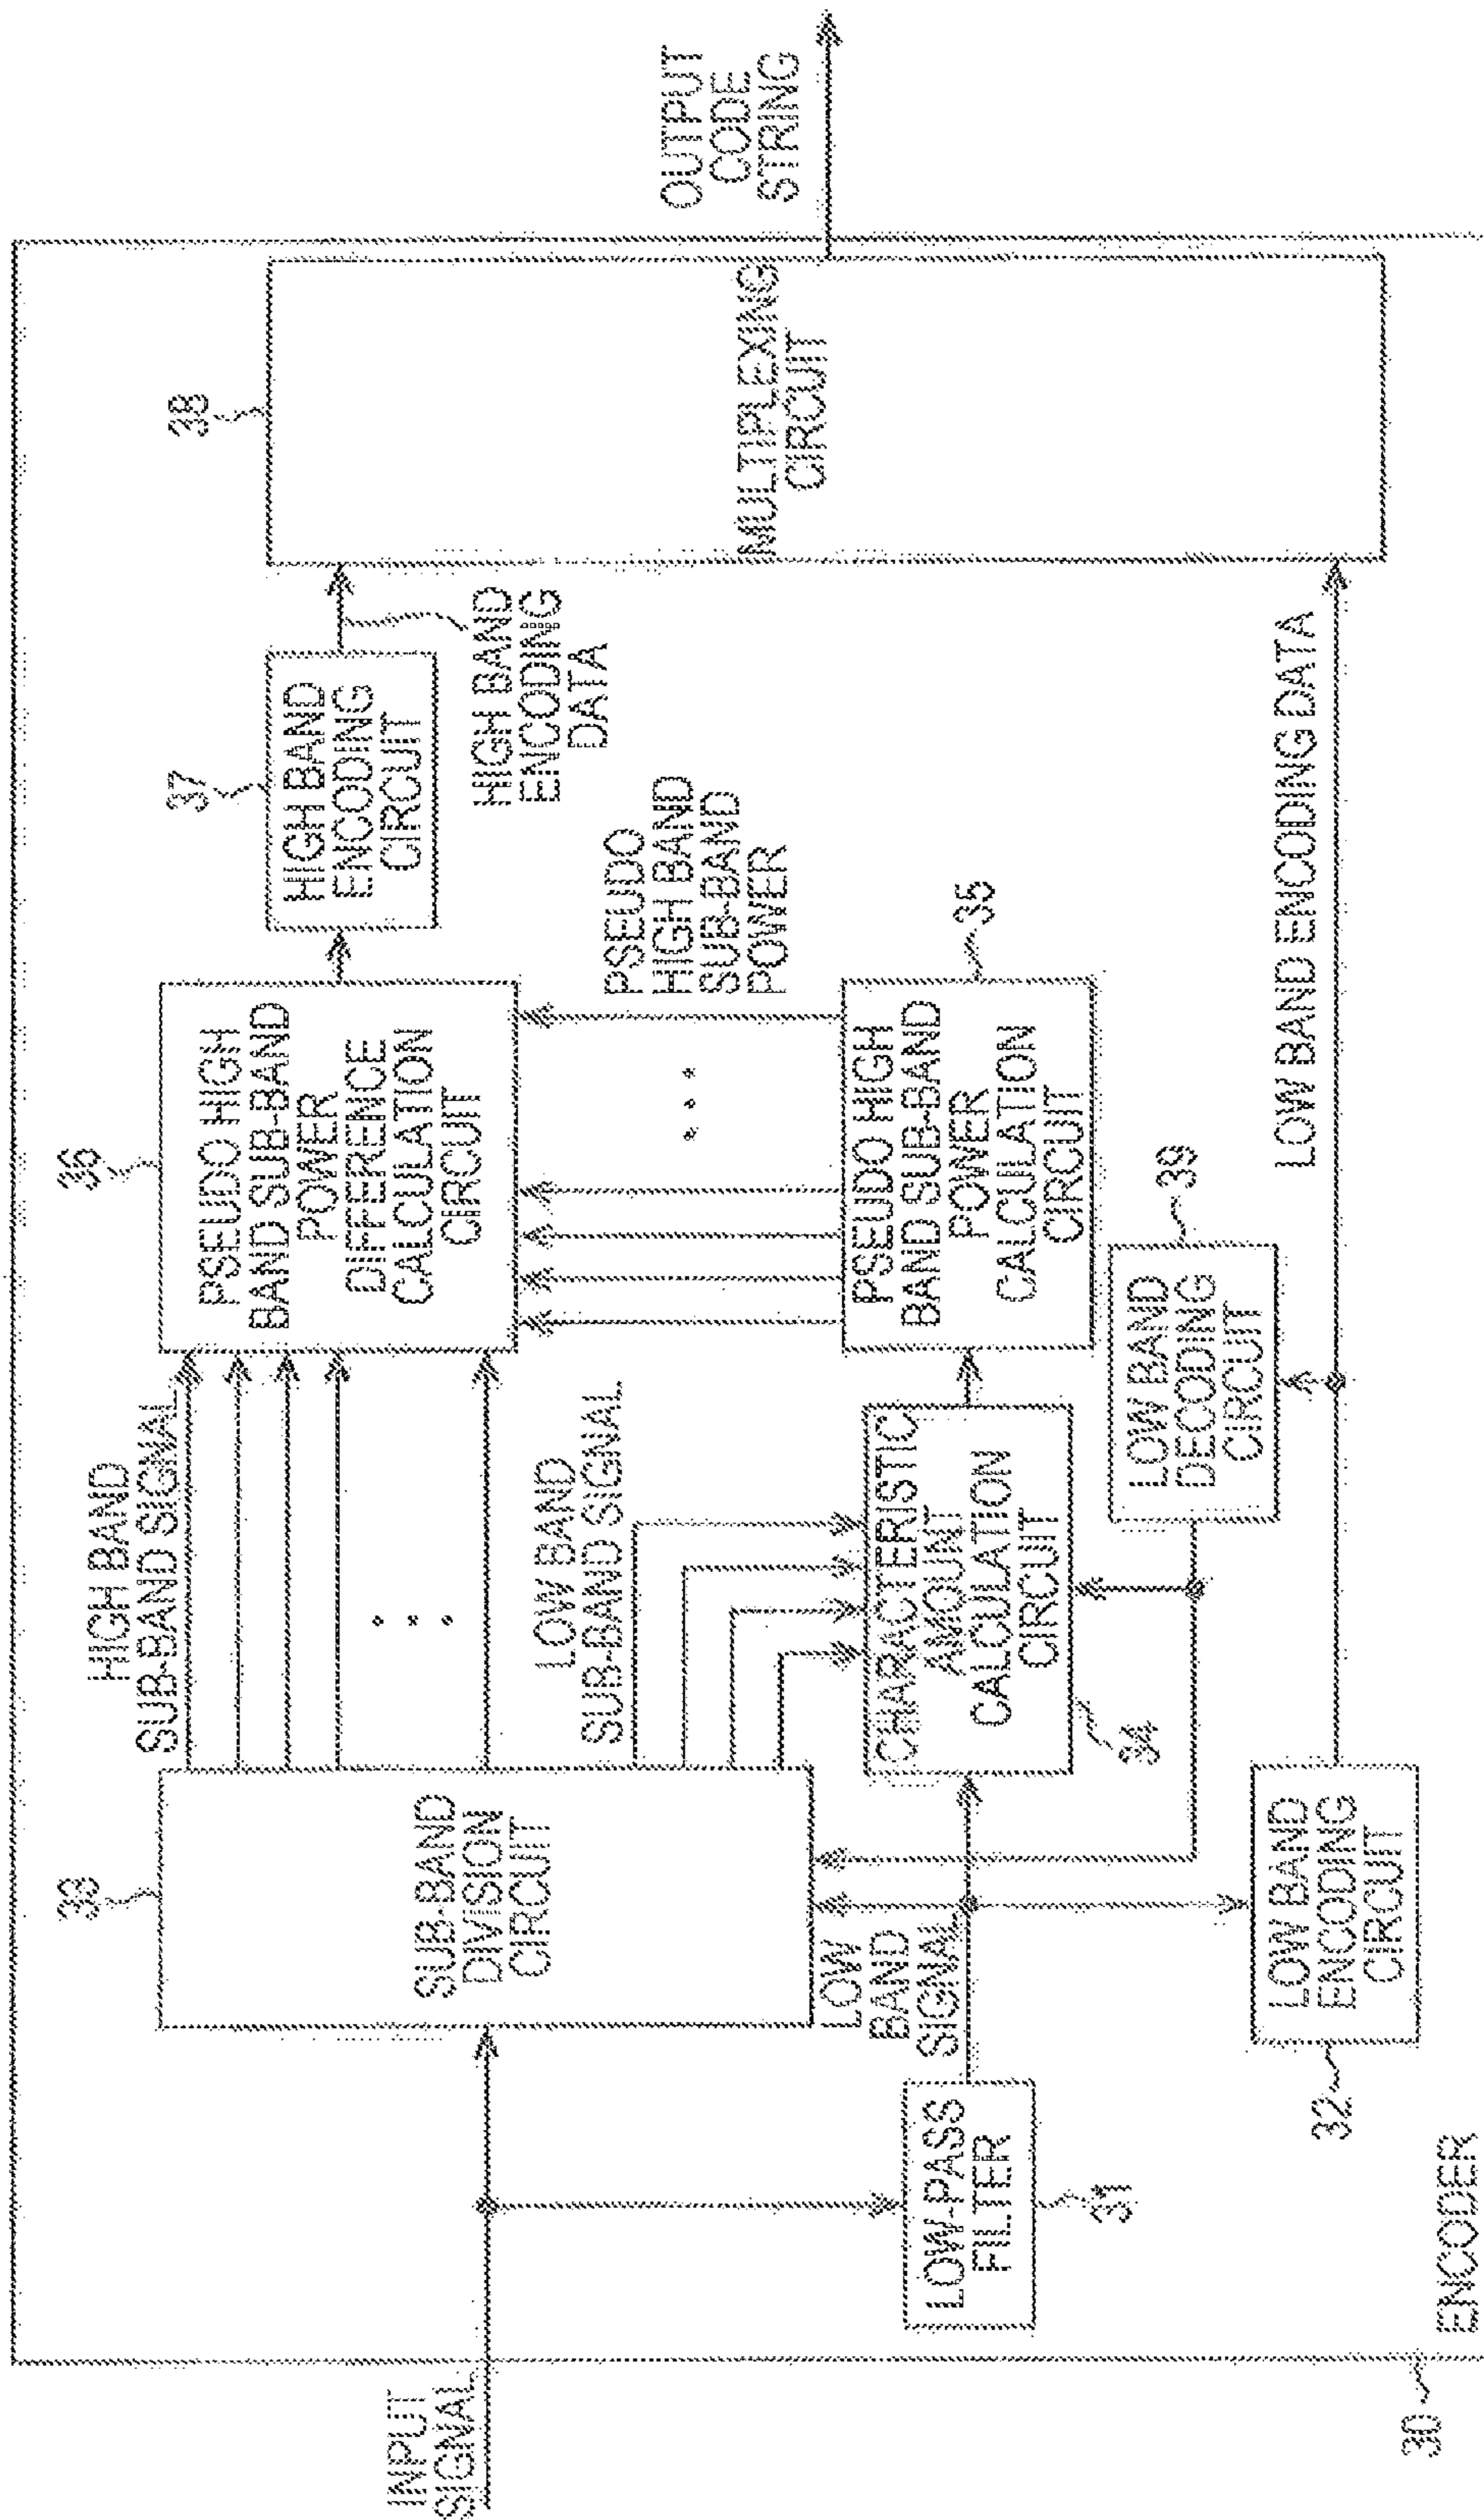 INPUT
SIGNAL
30
ENCODER
33
SUB-BAND
DIVISION
CIRCUIT
LOW-PASS
FILTER
31
LOW
BAND
SIGNAL
LOW BAND
ENCODING
CIRCUIT
32
HIGH BAND
SUB-BAND SIGNAL
LOW BAND
SUB-BAND SIGNAL
CHARACTERISTIC
AMOUNT
CALCULATION
CIRCUIT
34
LOW BAND
DECODING
CIRCUIT
39
36
PSEUDO HIGH
BAND SUB-BAND
POWER
DIFFERENCE
CALCULATION
CIRCUIT
PSEUDO HIGH
BAND SUB-BAND
POWER
CALCULATION
CIRCUIT
35
PSEUDO
HIGH BAND
SUB-BAND
POWER
37
HIGH BAND
ENCODING
CIRCUIT
HIGH BAND
ENCODING
DATA
LOW BAND ENCODING DATA
38
MULTIPLEXING
CIRCUIT
OUTPUT
CODE
STRING